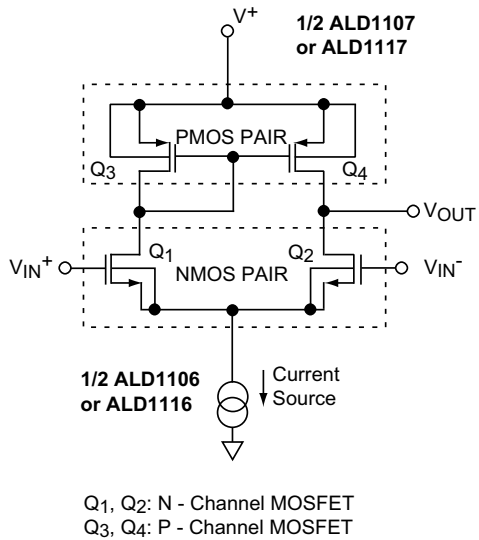 V+
1/2 ALD1107
or ALD1117
PMOS PAIR
Q3
Q4
VOUT
Q1
Q2
VIN+
NMOS PAIR
VIN-
1/2 ALD1106
or ALD1116
Current
Source
Q1, Q2: N - Channel MOSFET
Q3, Q4: P - Channel MOSFET